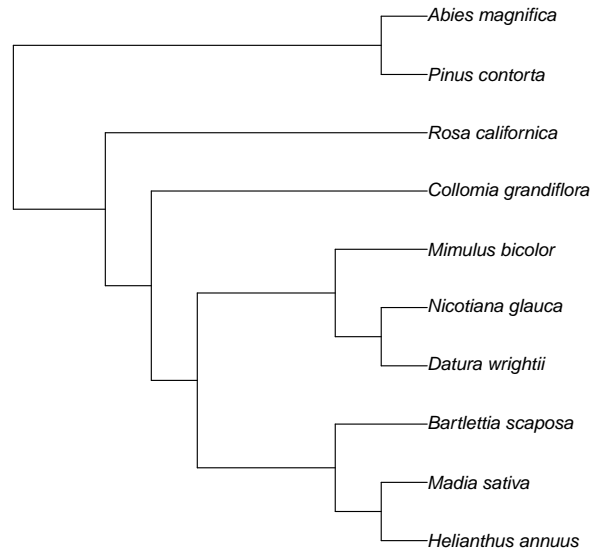 Abies magnifica
Pinus contorta
Rosa californica
Collomia grandiflora
Mimulus bicolor
Nicotiana glauca
Datura wrightii
Bartlettia scaposa
Madia sativa
Helianthus annuus